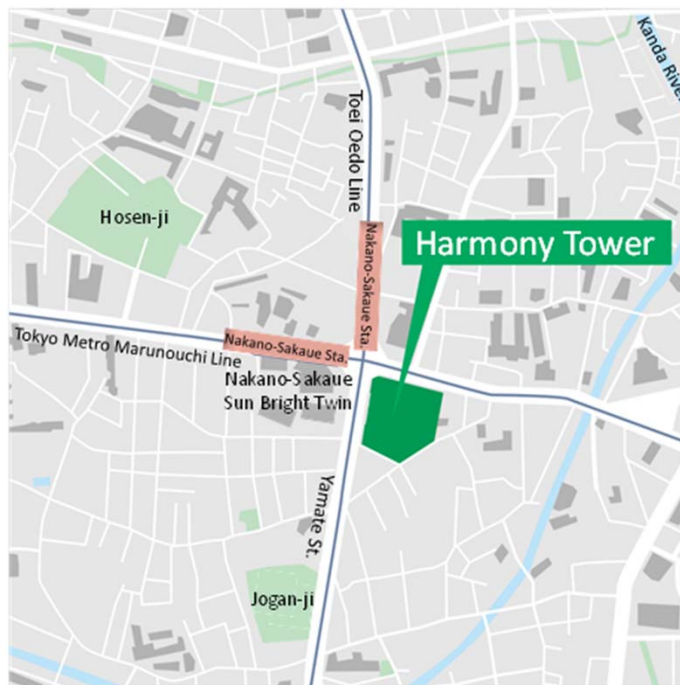 Kanda River
Toei Oedo Line
Hosen-ji
Nakano-Sakaue Sta.
Harmony Tower
Tokyo Metro Marunouchi Line
Nakano-Sakaue Sta.
Nakano-Sakaue
Sun Bright Twin
Yamate St.
Jogan-ji